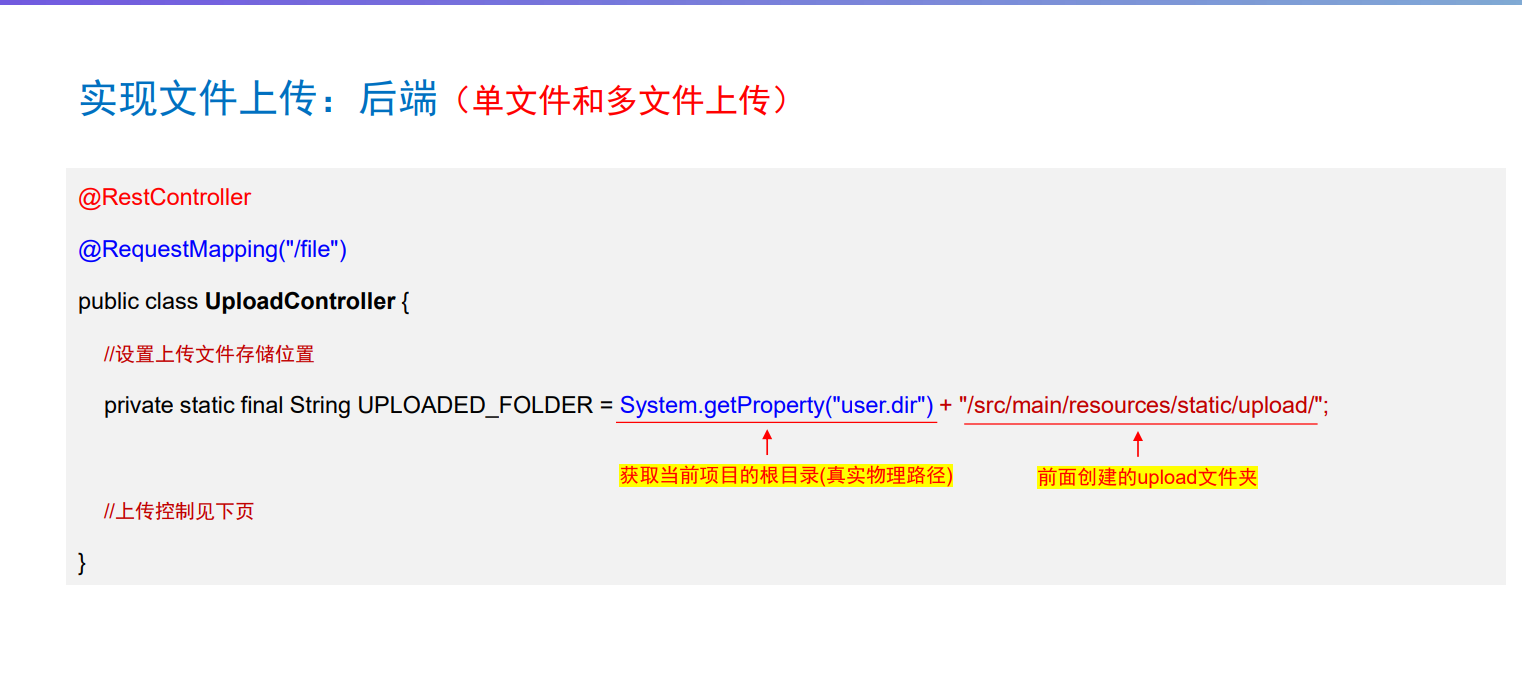 实现文件上传：后端（单文件和多文件上传）
@RestController
@RequestMapping("/file")
public class UploadController {
//设置上传文件存储位置
private static final String UPLOADED_FOLDER = System.getProperty("user.dir") + "/src/main/resources/static/upload/";
获取当前项目的根目录(真实物理路径)
前面创建的upload文件夹
//上传控制见下页
}